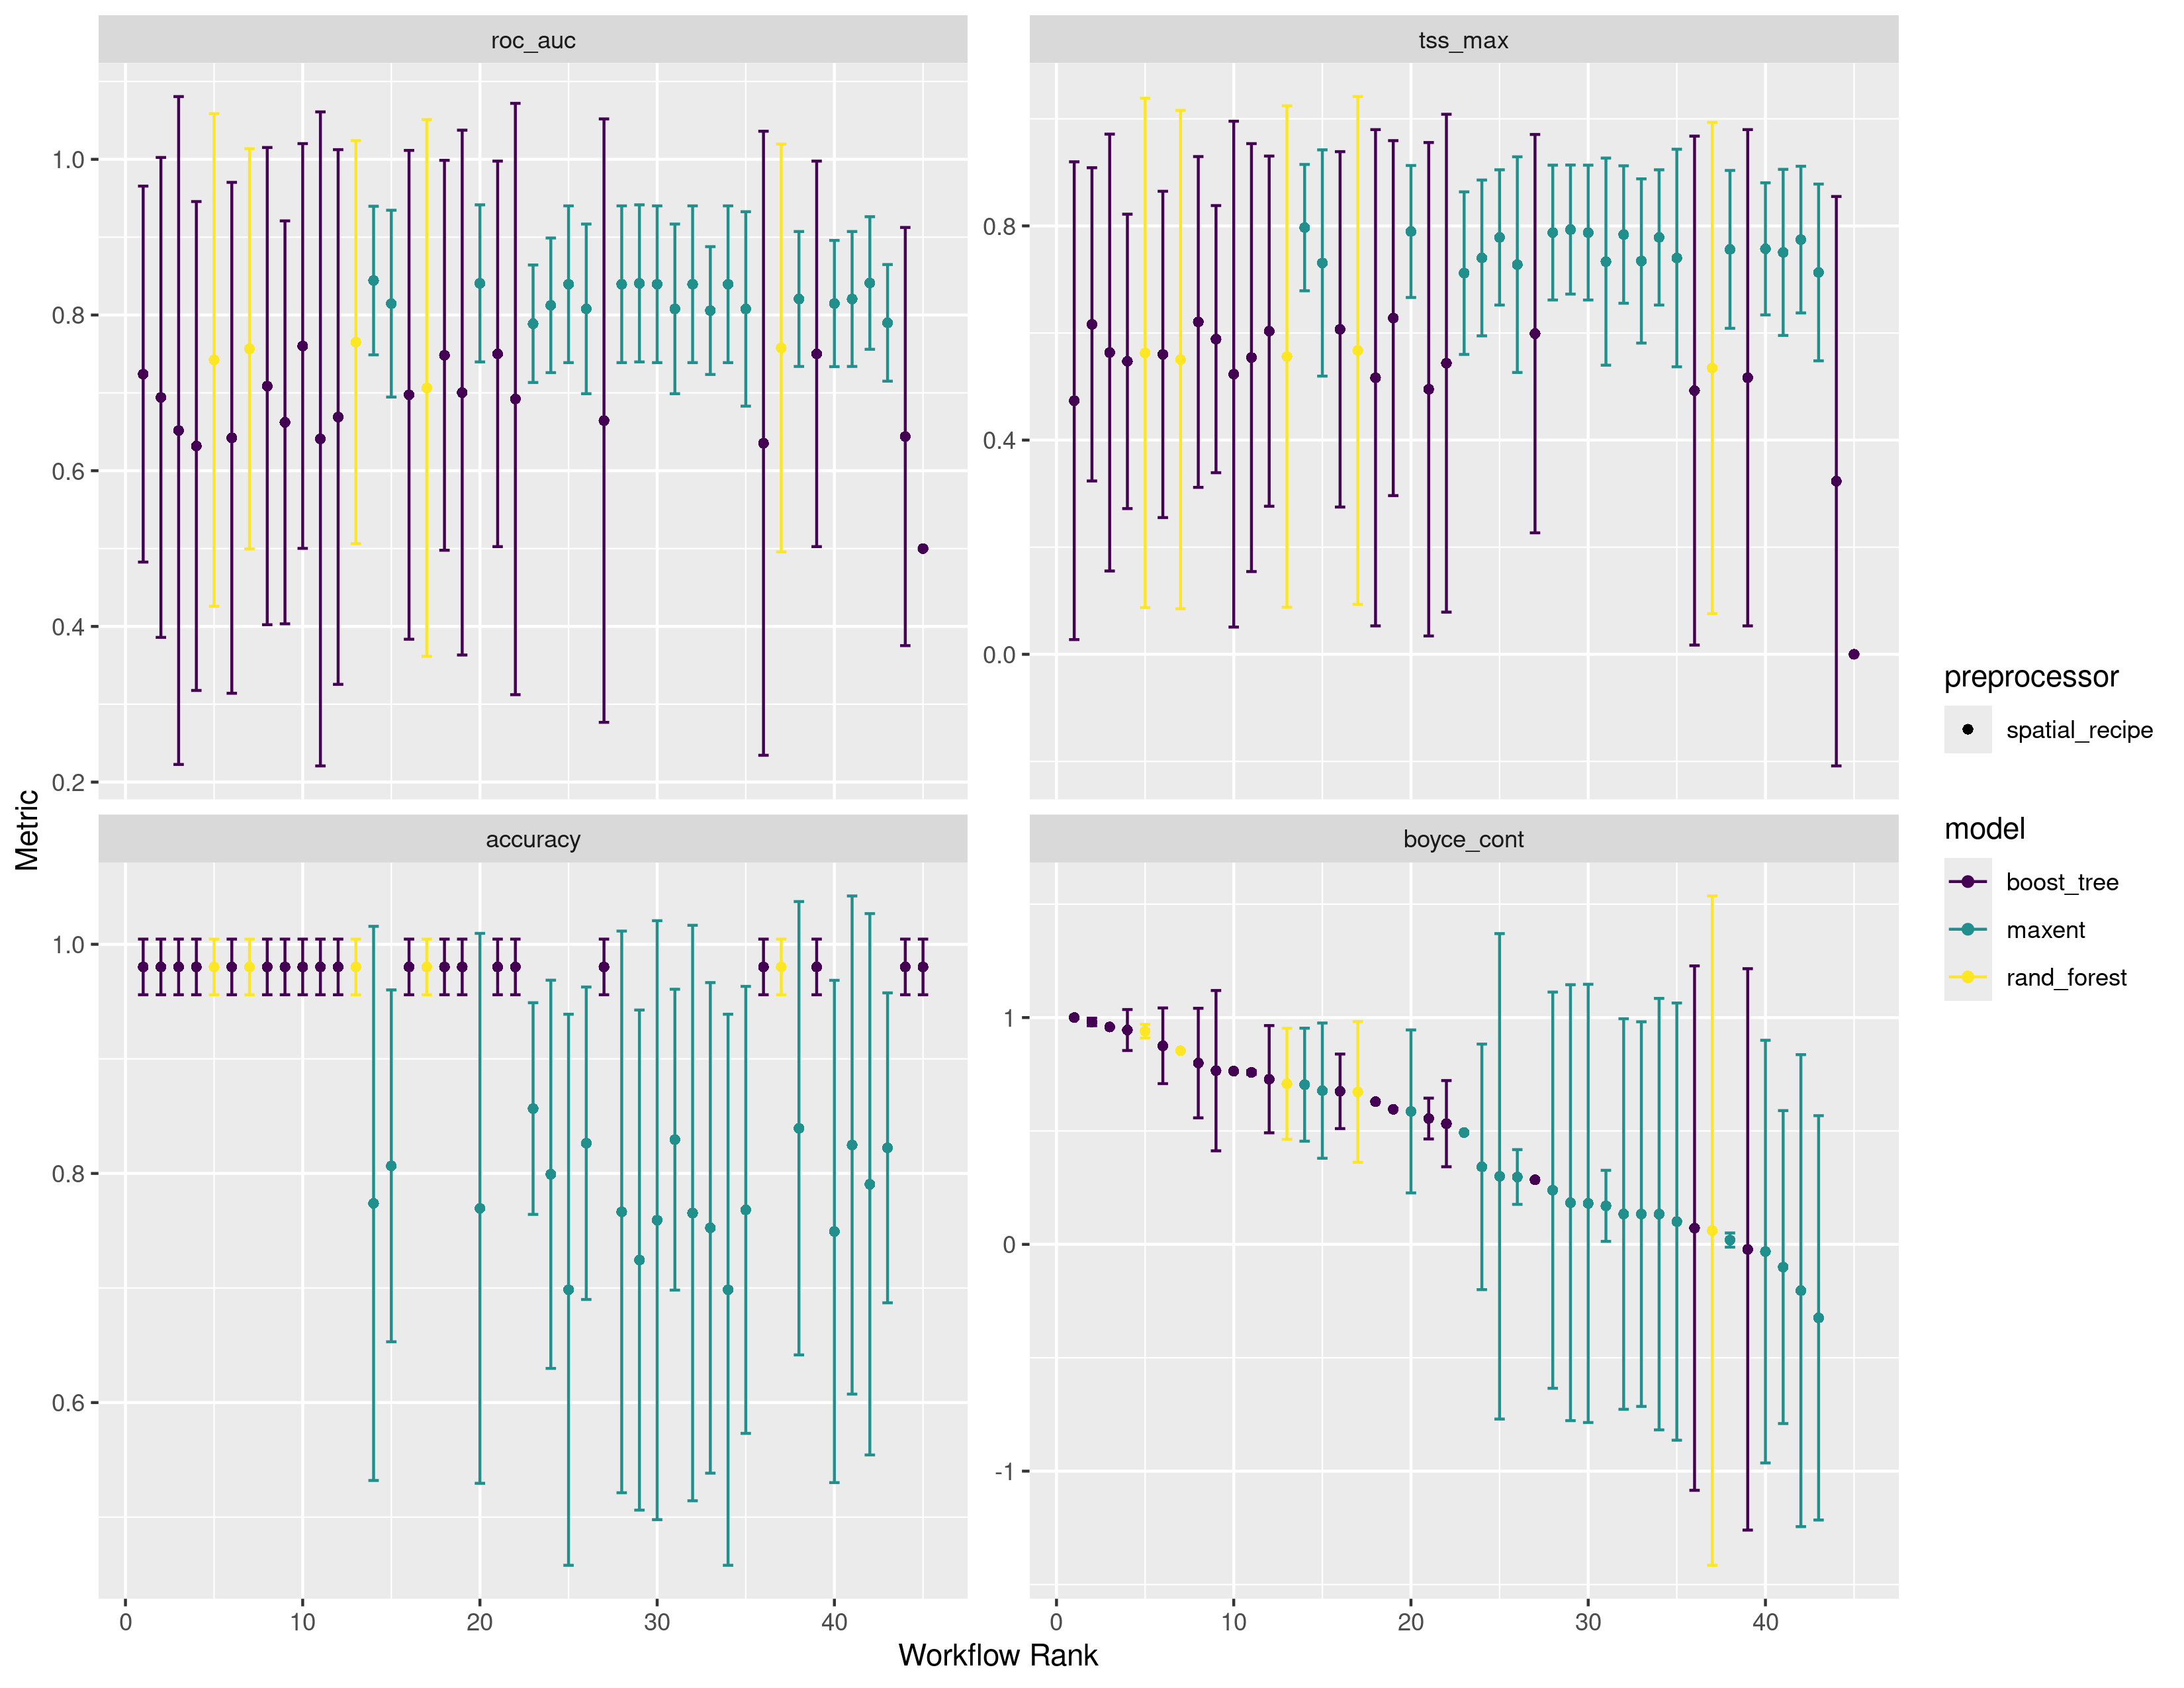 roc_auc
tss_max
1.0
0.8
0.6
0.4
0.2
0.8
0.4
0.0
Metric
accuracy
boyce_cont
1.0
0.8
0.6
1
0
-1
0 10 20 30 40
0 10 20 30 40
Workflow Rank
preprocessor
spatial_recipe
model
boost_tree
maxent
rand_forest